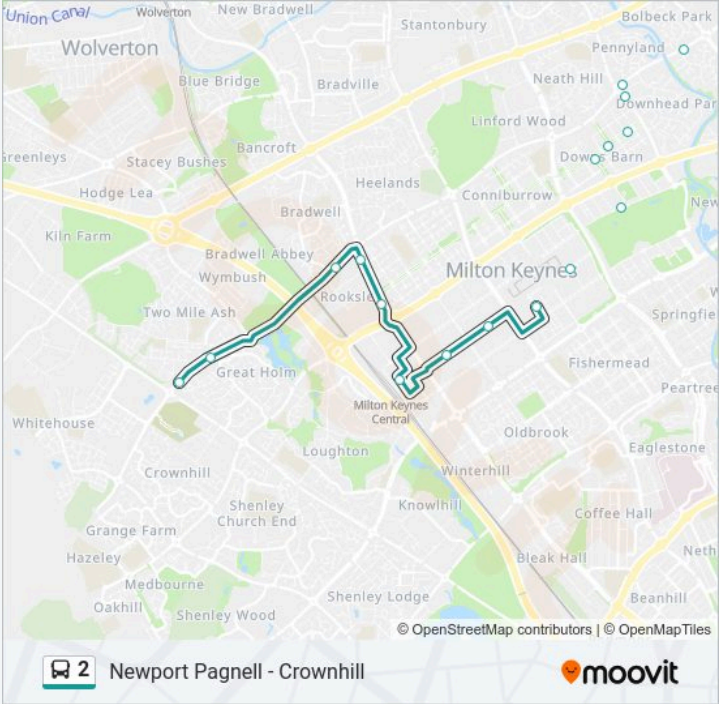 Union Canal
Wolverton
New Bradwell
Bolbeck Park
Stantonbury
Pennyland
Wolverton
Blue Bridge
Bradville
Neath Hill
Downhead Par
Linford Wood
Bancroft
Greenleys
Stacey Bushes
Downs Barn
Heelands
Hodge Lea
Conniburrow
New
Bradwell
Kiln Farm
Bradwell Abbey
Milton Keynes
Wymbush
Rooksle
Two Mile Ash
Springfie
Great Holm
Fishermead
Peartree
Milton Keynes
Central
Whitehouse
Oldbrook
Eaglestone
Loughton
Crownhill
Winterhill
Shenley
Church End
Knowlhill
Coffee Hall
Grange Farm
Hazeley
Bleak Hall
Neth
Medbourne
Shenley Lodge
Beanhill
Oakhill
Shenley Wood
© OpenStreetMap contributors | © OpenMapTiles
2 Newport Pagnell - Crownhill
moovit